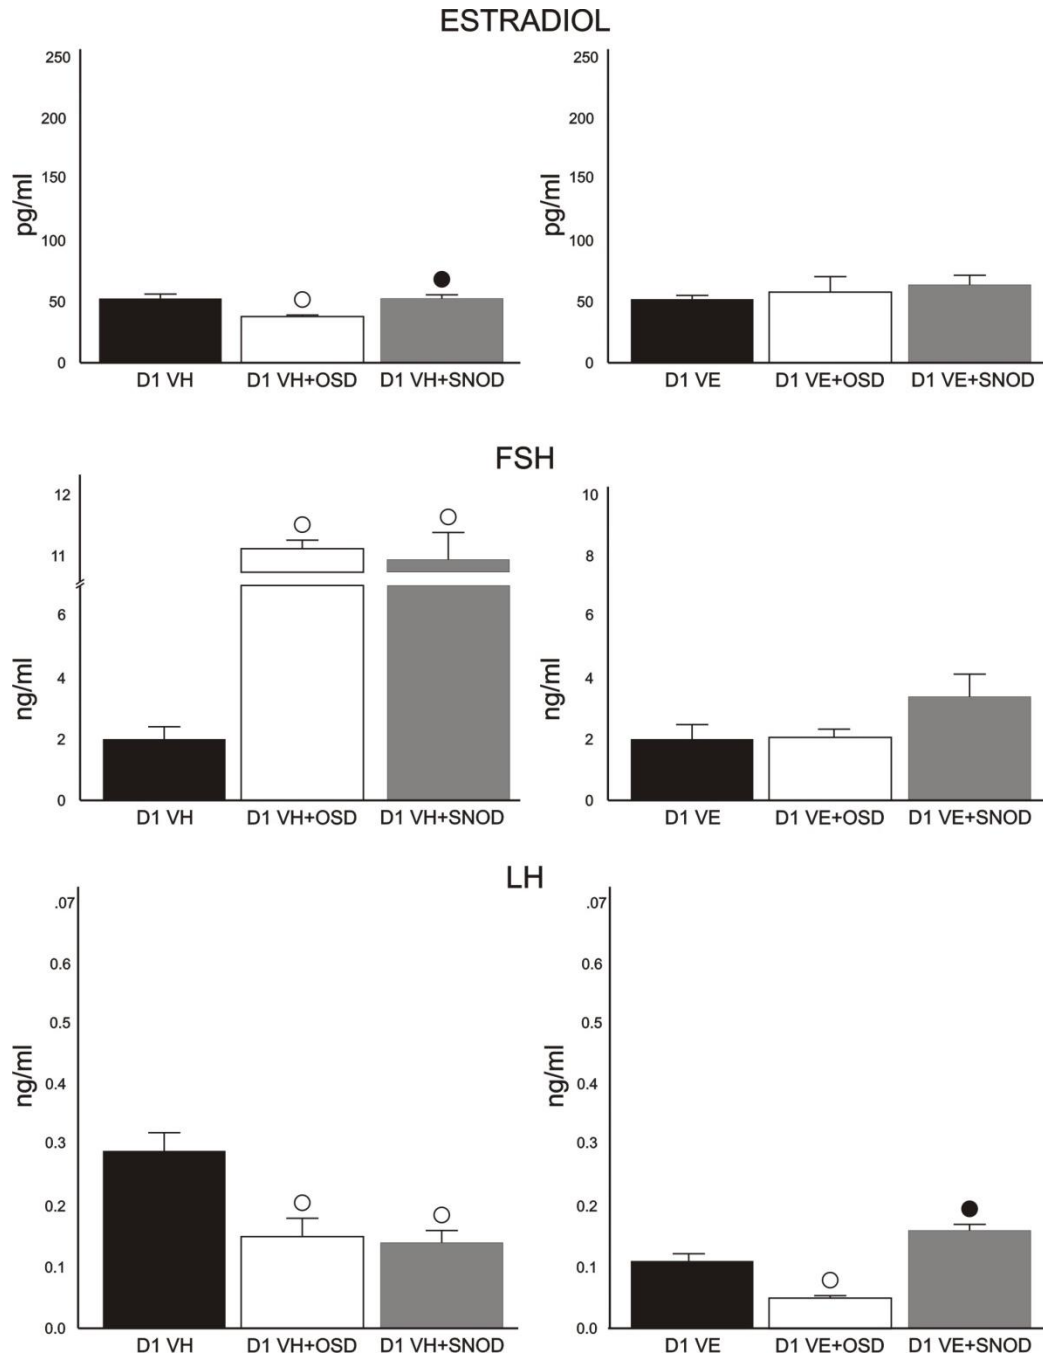 ESTRADIOL
250
200
150
100
50
0
pg/ml
D1 VH
D1 VH+OSD
D1 VH+SNOD
250
200
150
100
50
0
pg/ml
D1 VE
D1 VE+OSD
D1 VE+SNOD
FSH
12
11
6
4
2
0
ng/ml
D1 VH
D1 VH+OSD
D1 VH+SNOD
10
8
6
4
2
0
ng/ml
D1 VE
D1 VE+OSD
D1 VE+SNOD
LH
.07
0.6
0.5
0.4
0.3
0.2
0.1
0.0
ng/ml
D1 VH
D1 VH+OSD
D1 VH+SNOD
.07
0.6
0.5
0.4
0.3
0.2
0.1
0.0
ng/ml
D1 VE
D1 VE+OSD
D1 VE+SNOD